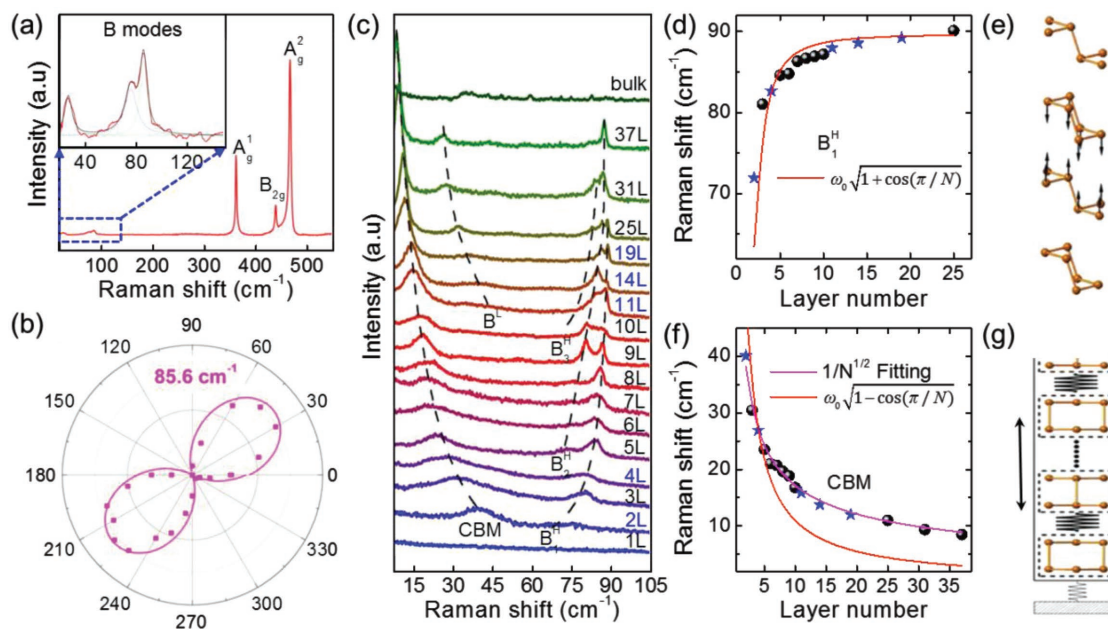 (a)
B modes
40 80 120
A_g^1
B_2g
A_g^2
Intensity (a.u)
100 200 300 400 500
Raman shift (cm⁻¹)
(b)
85.6 cm⁻¹
90
60
30
0
330
300
270
240
210
180
150
120
(c)
bulk
37L
31L
25L
19L
14L
11L
10L
9L
8L
7L
6L
5L
4L
3L
2L
1L
B^L
B_3^H
B_2^H
B_1^H
CBM
Intensity (a.u)
15 30 45 60 75 90 105
Raman shift (cm⁻¹)
(d)
90
80
70
B_1^H
ω₀√1+cos(π/N)
Raman shift (cm⁻¹)
0 5 10 15 20 25
Layer number
(e)
(f)
40
30
20
10
1/N^1/2 Fitting
ω₀√1−cos(π/N)
CBM
Raman shift (cm⁻¹)
5 15 25 35
Layer number
(g)